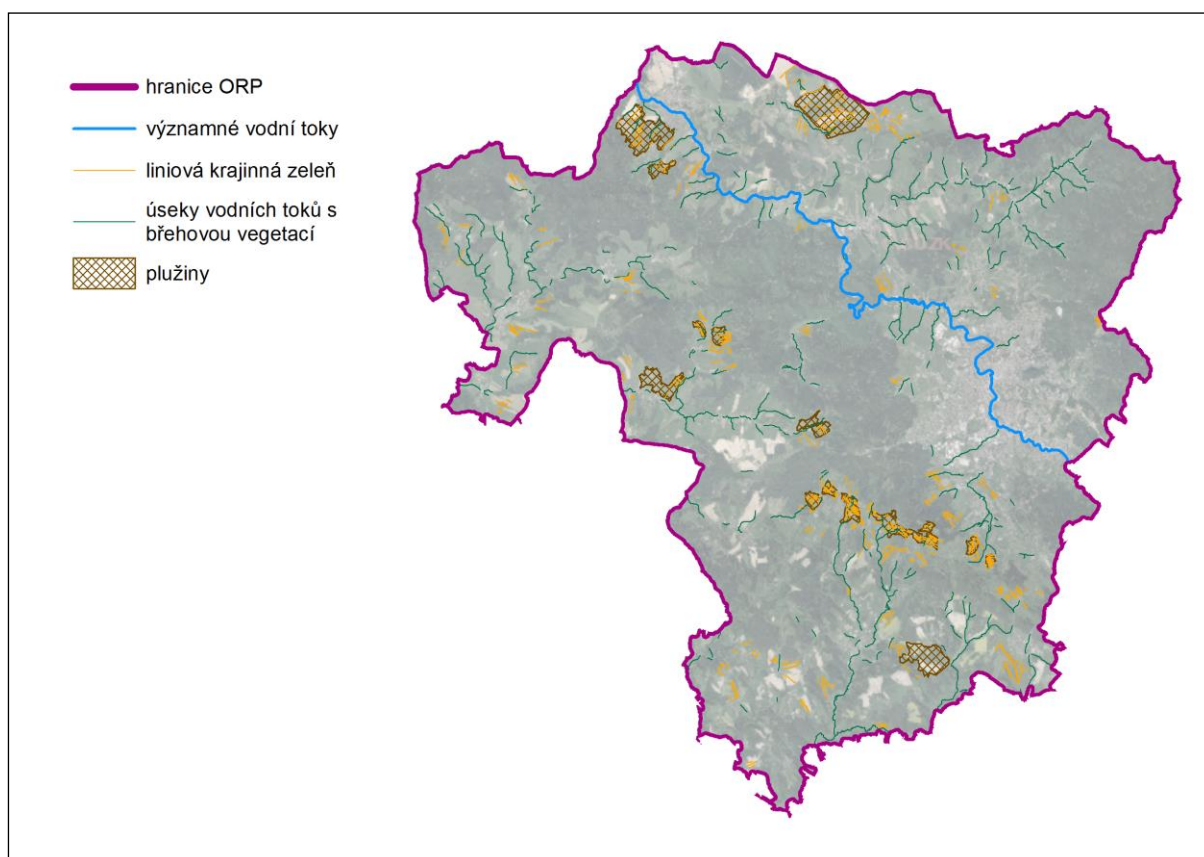 hranice ORP
významné vodní toky
liniová krajinná zeleň
úseky vodních toků s
břehovou vegetací
plužiny